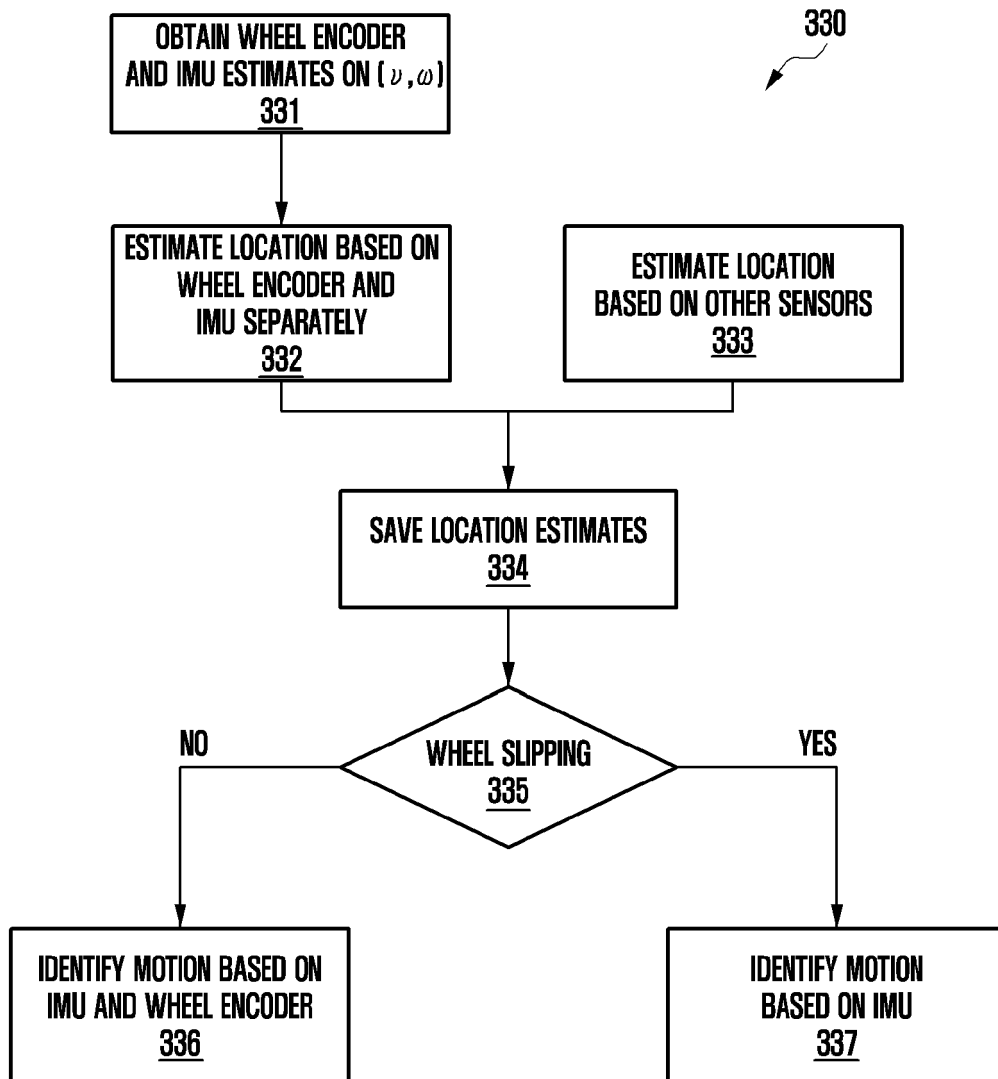 330
OBTAIN WHEEL ENCODER
AND IMU ESTIMATES ON (ν,ω)
331
ESTIMATE LOCATION BASED ON
WHEEL ENCODER AND
IMU SEPARATELY
332
ESTIMATE LOCATION
BASED ON OTHER SENSORS
333
SAVE LOCATION ESTIMATES
334
WHEEL SLIPPING
335
NO
YES
IDENTIFY MOTION BASED ON
IMU AND WHEEL ENCODER
336
IDENTIFY MOTION
BASED ON IMU
337